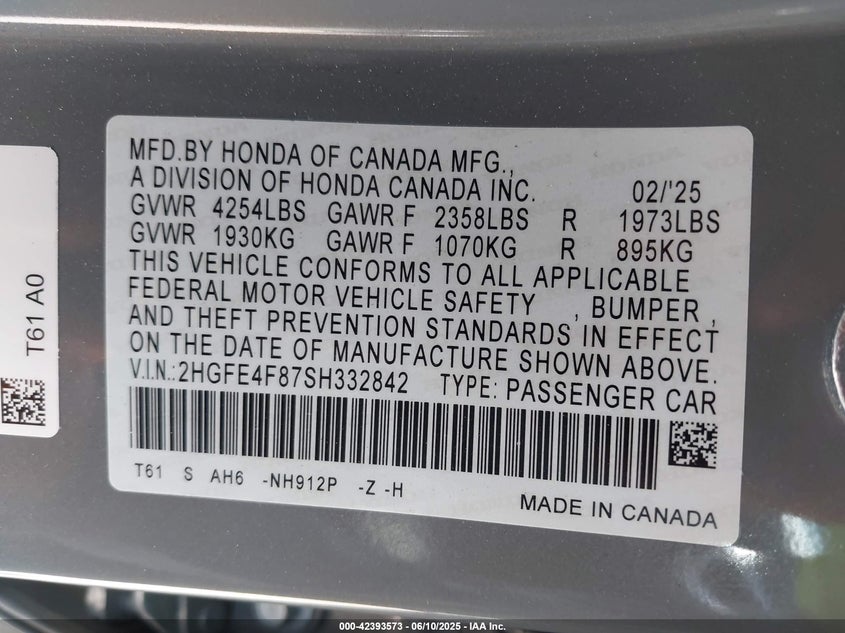 MFD.BY HONDA OF CANADA MFG.,
A DIVISION OF HONDA CANADA INC. 02/'25
GVWR 4254LBS GAWR F 2358LBS R 1973LBS
GVWR 1930KG GAWR F 1070KG R 895KG
THIS VEHICLE CONFORMS TO ALL APPLICABLE
FEDERAL MOTOR VEHICLE SAFETY , BUMPER ,
AND THEFT PREVENTION STANDARDS IN EFFECT
ON THE DATE OF MANUFACTURE SHOWN ABOVE.
V.I.N.:2HGFE4F87SH332842 TYPE: PASSENGER CAR
T61 S AH6 -NH912P -Z -H
MADE IN CANADA
T61 A0
000-42393573 | 06/10/2025 - IAA Inc.